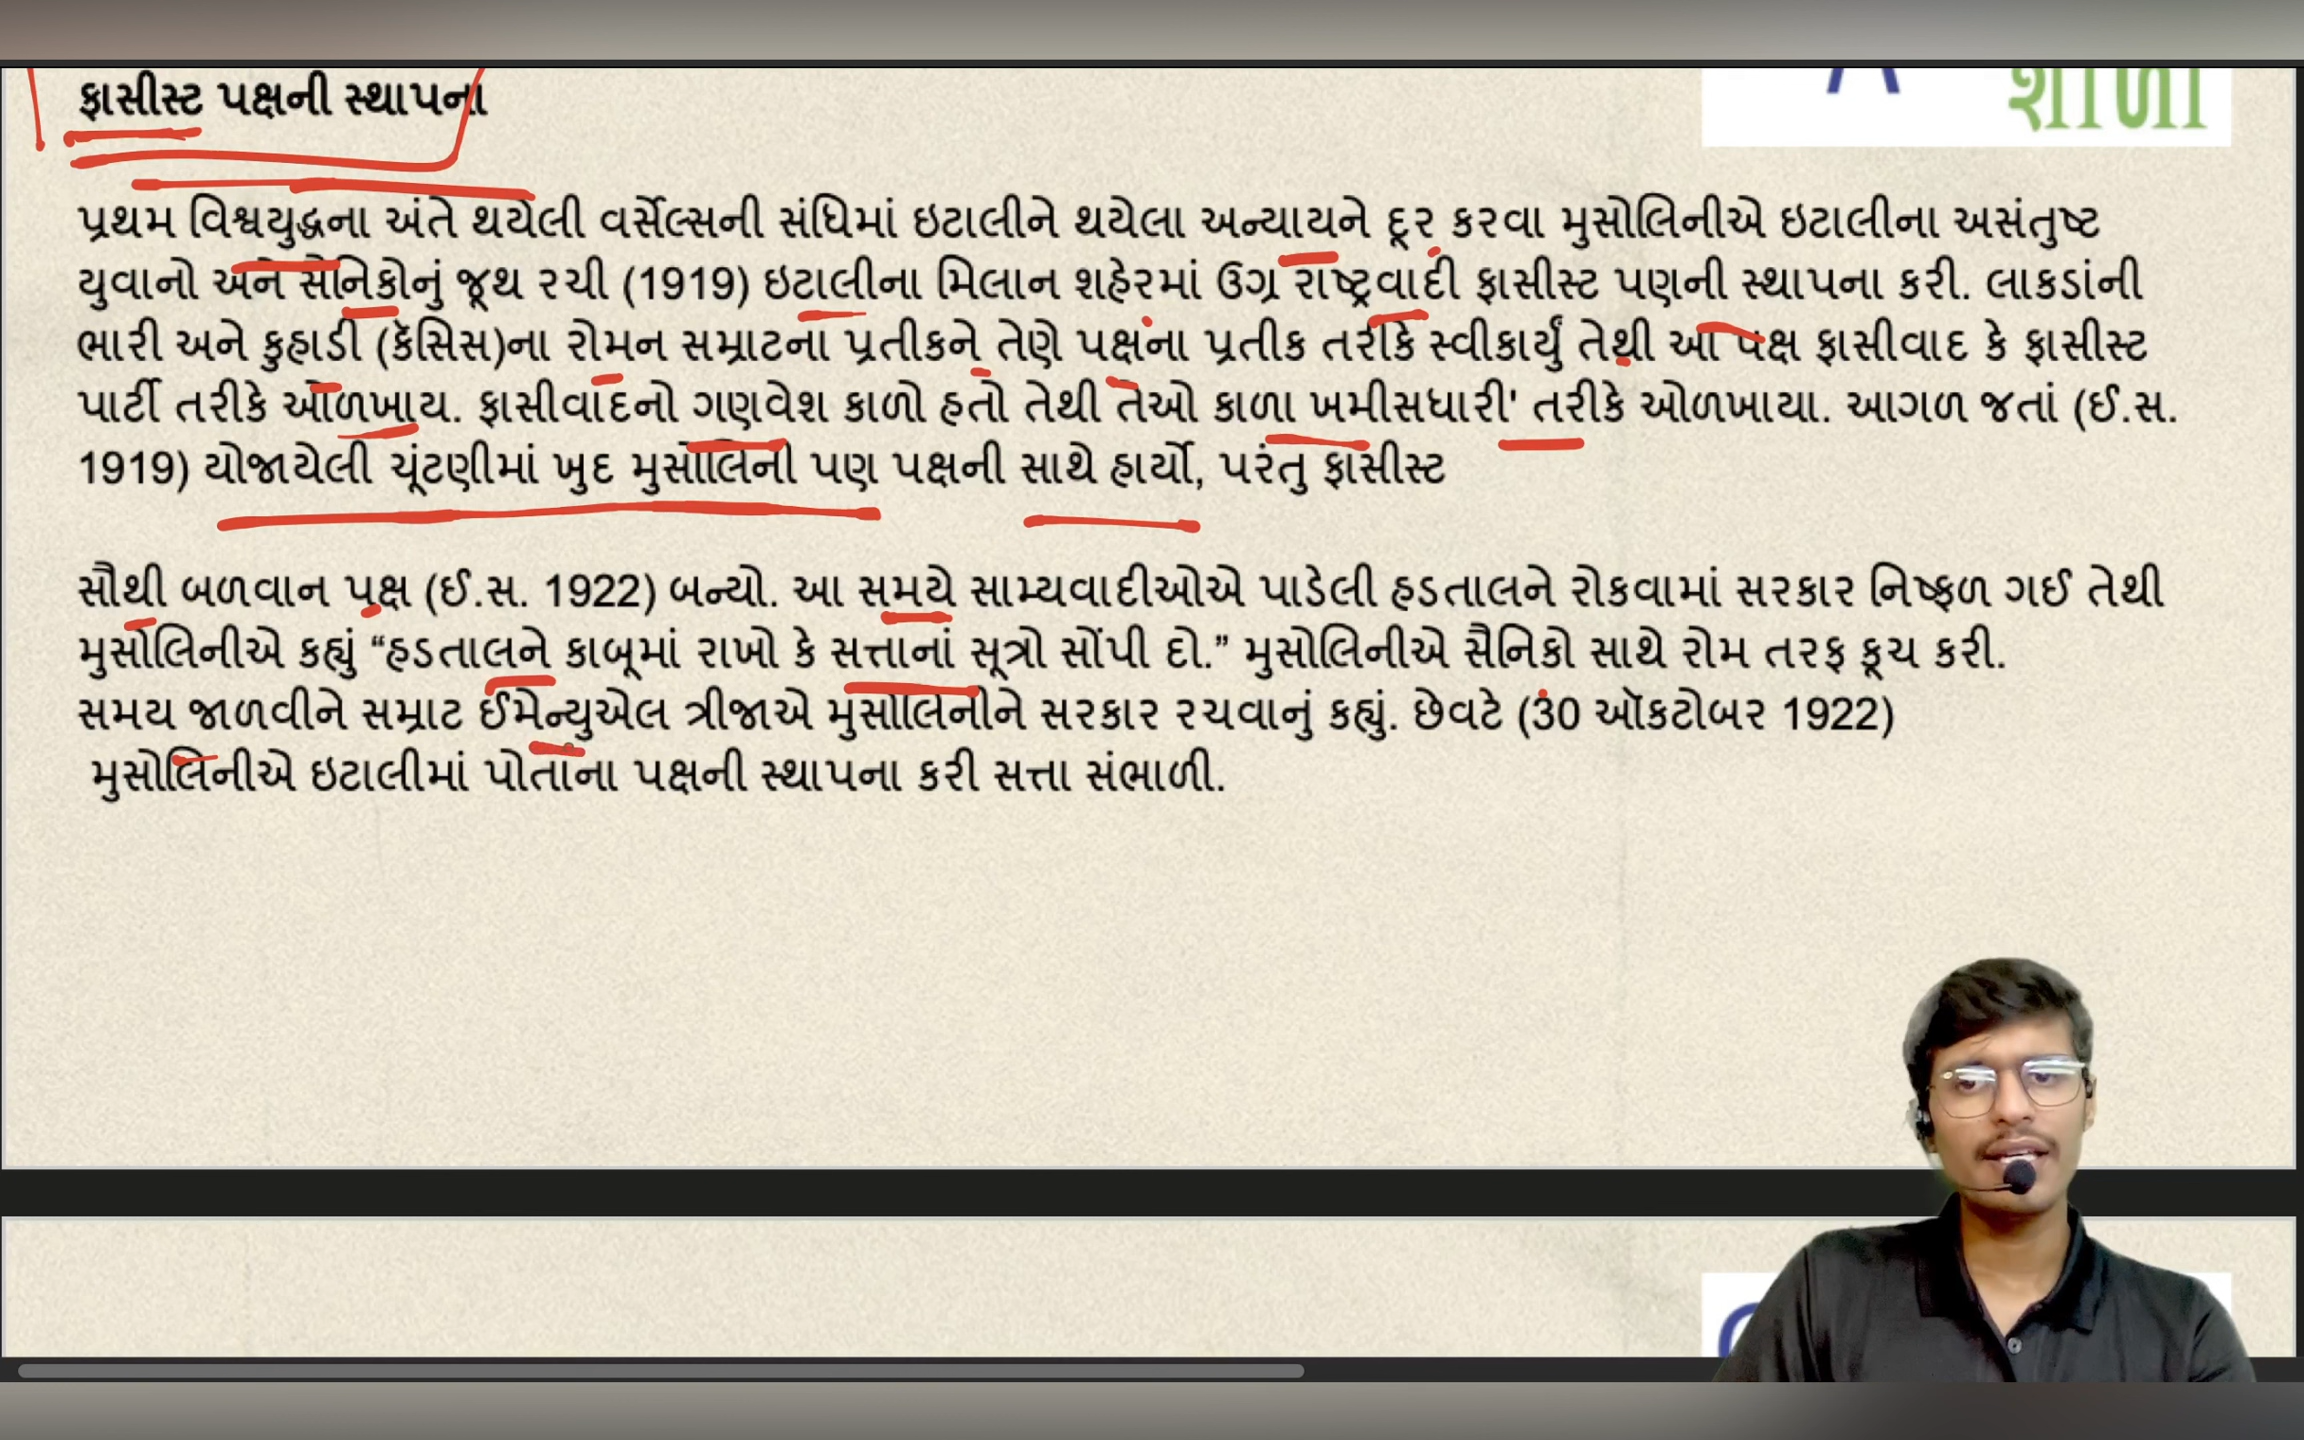 ફાસીસ્ટ પક્ષની સ્થાપના
શાળા
પ્રથમ વિશ્વયુદ્ધના અંતે થયેલી વર્સેલ્સની સંધિમાં ઇટાલીને થયેલા અન્યાયને દૂર કરવા મુસોલિનીએ ઇટાલીના અસંતુષ્ટ
યુવાનો અને સૈનિકોનું જૂથ રચી (1919) ઇટાલીના મિલાન શહેરમાં ઉગ્ર રાષ્ટ્રવાદી ફાસીસ્ટ પણની સ્થાપના કરી. લાકડાંની
ભારી અને કુહાડી (કૅસિસ)ના રોમન સમ્રાટના પ્રતીકને તેણે પક્ષના પ્રતીક તરીકે સ્વીકાર્યું તેથી આ પક્ષ ફાસીવાદ કે ફાસીસ્ટ
પાર્ટી તરીકે ઓળખાય. ફાસીવાદનો ગણવેશ કાળો હતો તેથી તેઓ કાળા ખમીસધારી' તરીકે ઓળખાયા. આગળ જતાં (ઈ.સ.
1919) યોજાયેલી ચૂંટણીમાં ખુદ મુસોલિની પણ પક્ષની સાથે હાર્યો, પરંતુ ફાસીસ્ટ
સૌથી બળવાન પક્ષ (ઈ.સ. 1922) બન્યો. આ સમયે સામ્યવાદીઓએ પાડેલી હડતાલને રોકવામાં સરકાર નિષ્ફળ ગઈ તેથી
મુસોલિનીએ કહ્યું “હડતાલને કાબૂમાં રાખો કે સત્તાનાં સૂત્રો સોંપી દો.” મુસોલિનીએ સૈનિકો સાથે રોમ તરફ કૂચ કરી.
સમય જાળવીને સમ્રાટ ઈમેન્યુએલ ત્રીજાએ મુસોલિનીને સરકાર રચવાનું કહ્યું. છેવટે (30 ઑકટોબર 1922)
મુસોલિનીએ ઇટાલીમાં પોતાના પક્ષની સ્થાપના કરી સત્તા સંભાળી.